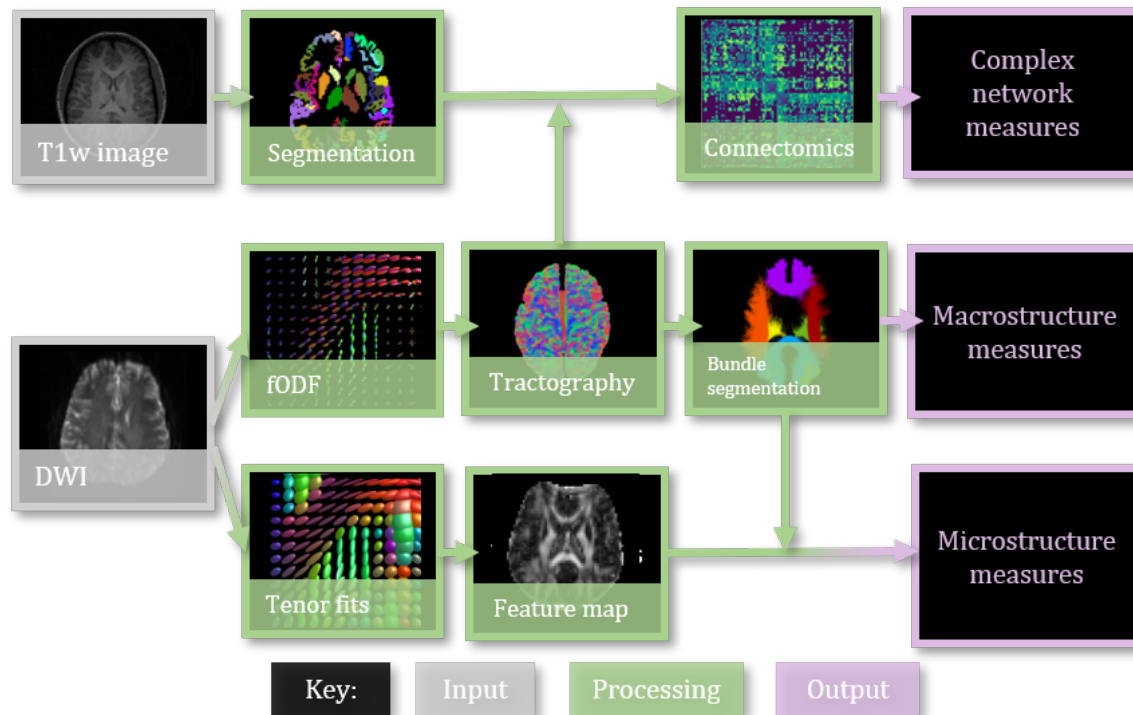 T1w image
Segmentation
Connectomics
Complex
network
measures
DWI
fODF
Tractography
Bundle
segmentation
Macrostructure
measures
Tenor fits
Feature map
Microstructure
measures
Key:
Input
Processing
Output